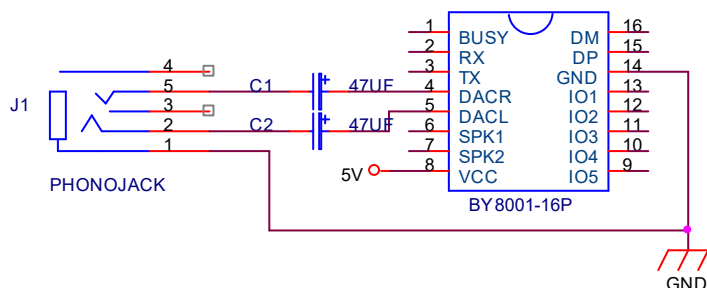 1 BUSY DM 16
2 RX DP 15
4 3 TX GND 14
5 C1 47UF 4 DACR IO1 13
J1 3 5 DACL IO2 12
2 C2 47UF 6 SPK1 IO3 11
1 7 SPK2 IO4 10
5V 8 VCC IO5 9
PHONOJACK
BY8001-16P
GND